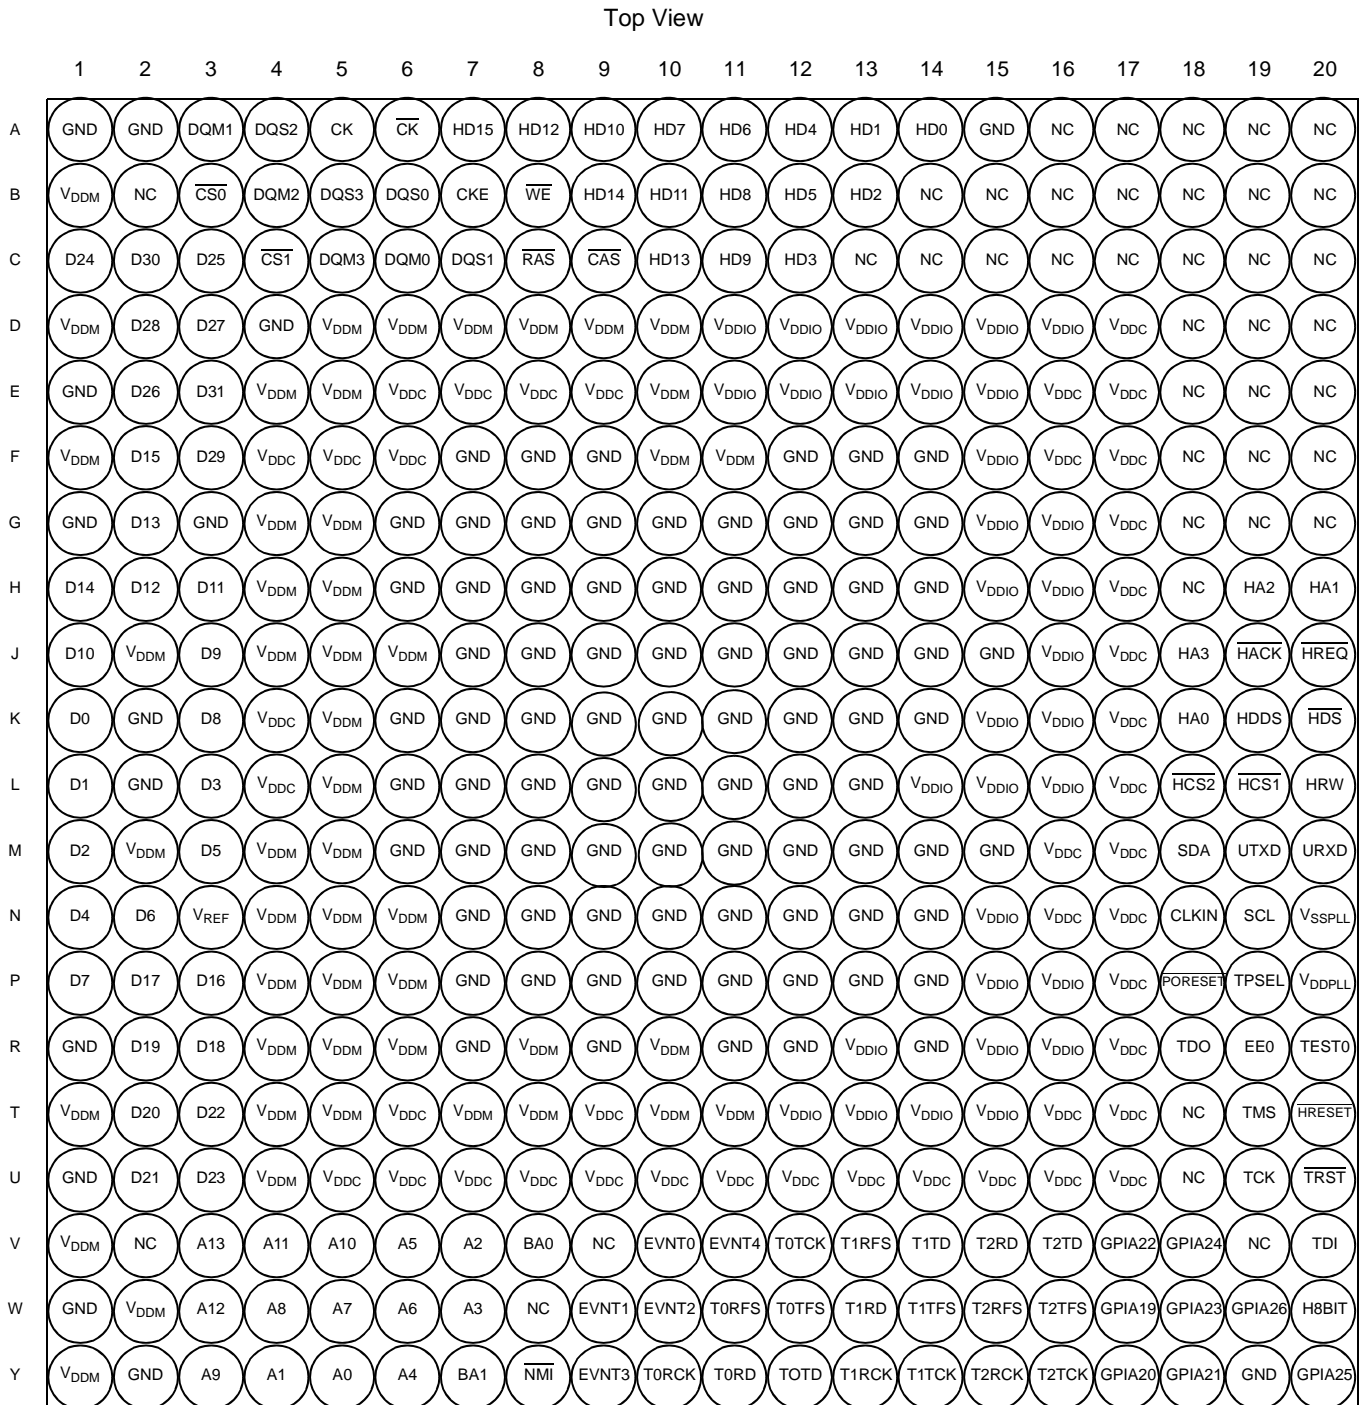 Top View
1 2 3 4 5 6 7 8 9 10 11 12 13 14 15 16 17 18 19 20
A GND GND DQM1 DQS2 CK CK HD15 HD12 HD10 HD7 HD6 HD4 HD1 HD0 GND NC NC NC NC NC
B VDDM NC CS0 DQM2 DQS3 DQS0 CKE WE HD14 HD11 HD8 HD5 HD2 NC NC NC NC NC NC NC
C D24 D30 D25 CS1 DQM3 DQM0 DQS1 RAS CAS HD13 HD9 HD3 NC NC NC NC NC NC NC NC
D VDDM D28 D27 GND VDDM VDDM VDDM VDDM VDDM VDDM VDDIO VDDIO VDDIO VDDIO VDDIO VDDIO VDDC NC NC NC
E GND D26 D31 VDDM VDDM VDDC VDDC VDDC VDDC VDDM VDDIO VDDIO VDDIO VDDIO VDDIO VDDC VDDC NC NC NC
F VDDM D15 D29 VDDC VDDC VDDC GND GND GND VDDM VDDM GND GND GND VDDIO VDDC VDDC NC NC NC
G GND D13 GND VDDM VDDM GND GND GND GND GND GND GND GND GND VDDIO VDDIO VDDC NC NC NC
H D14 D12 D11 VDDM VDDM GND GND GND GND GND GND GND GND GND VDDIO VDDIO VDDC NC HA2 HA1
J D10 VDDM D9 VDDM VDDM VDDM GND GND GND GND GND GND GND GND GND VDDIO VDDC HA3 HACK HREQ
K D0 GND D8 VDDC VDDM GND GND GND GND GND GND GND GND GND VDDIO VDDIO VDDC HA0 HDDS HDS
L D1 GND D3 VDDC VDDM GND GND GND GND GND GND GND GND VDDIO VDDIO VDDIO VDDC HCS2 HCS1 HRW
M D2 VDDM D5 VDDM VDDM GND GND GND GND GND GND GND GND GND GND VDDC VDDC SDA UTXD URXD
N D4 D6 VREF VDDM VDDM VDDM GND GND GND GND GND GND GND GND VDDIO VDDC VDDC CLKIN SCL VSSPLL
P D7 D17 D16 VDDM VDDM VDDM GND GND GND GND GND GND GND GND VDDIO VDDIO VDDC PORESET TPSEL VDDPLL
R GND D19 D18 VDDM VDDM VDDM GND VDDM GND VDDM GND GND VDDIO GND VDDIO VDDIO VDDC TDO EE0 TEST0
T VDDM D20 D22 VDDM VDDM VDDC VDDM VDDM VDDC VDDM VDDM VDDIO VDDIO VDDIO VDDIO VDDC VDDC NC TMS HRESET
U GND D21 D23 VDDM VDDC VDDC VDDC VDDC VDDC VDDC VDDC VDDC VDDC VDDC VDDC VDDC VDDC NC TCK TRST
V VDDM NC A13 A11 A10 A5 A2 BA0 NC EVNT0 EVNT4 T0TCK T1RFS T1TD T2RD T2TD GPIA22 GPIA24 NC TDI
W GND VDDM A12 A8 A7 A6 A3 NC EVNT1 EVNT2 T0RFS T0TFS T1RD T1TFS T2RFS T2TFS GPIA19 GPIA23 GPIA26 H8BIT
Y VDDM GND A9 A1 A0 A4 BA1 NMI EVNT3 T0RCK T0RD TOTD T1RCK T1TCK T2RCK T2TCK GPIA20 GPIA21 GND GPIA25